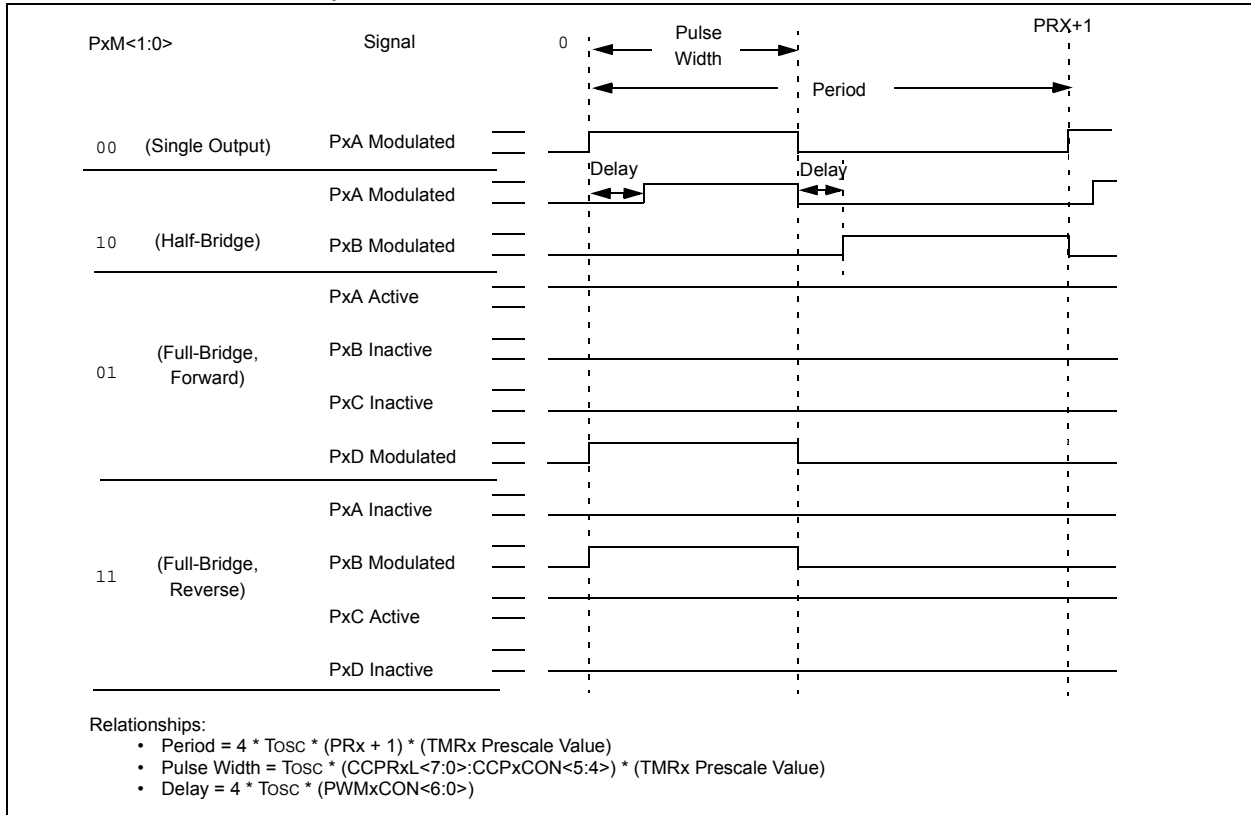 PxM<1:0>
Signal
0
Pulse
Width
PRX+1
Period
00
(Single Output)
PxA Modulated
Delay
Delay
PxA Modulated
10
(Half-Bridge)
PxB Modulated
PxA Active
01
(Full-Bridge,
Forward)
PxB Inactive
PxC Inactive
PxD Modulated
PxA Inactive
11
(Full-Bridge,
Reverse)
PxB Modulated
PxC Active
PxD Inactive
Relationships:
• Period = 4 * TOSC * (PRx + 1) * (TMRx Prescale Value)
• Pulse Width = TOSC * (CCPRxL<7:0>:CCPxCON<5:4>) * (TMRx Prescale Value)
• Delay = 4 * TOSC * (PWMxCON<6:0>)